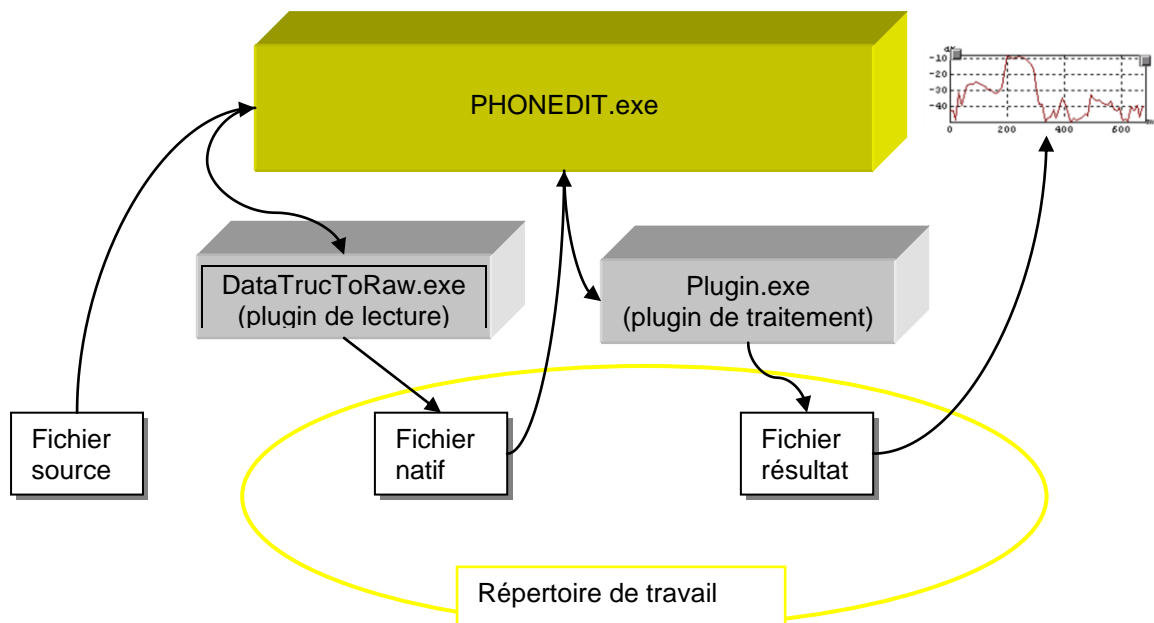 PHONEDIT.exe
-10
-20
-30
-40
0
200
400
600
DataTrucToRaw.exe
(plugin de lecture)
Plugin.exe
(plugin de traitement)
Fichier
source
Fichier
natif
Fichier
résultat
Répertoire de travail